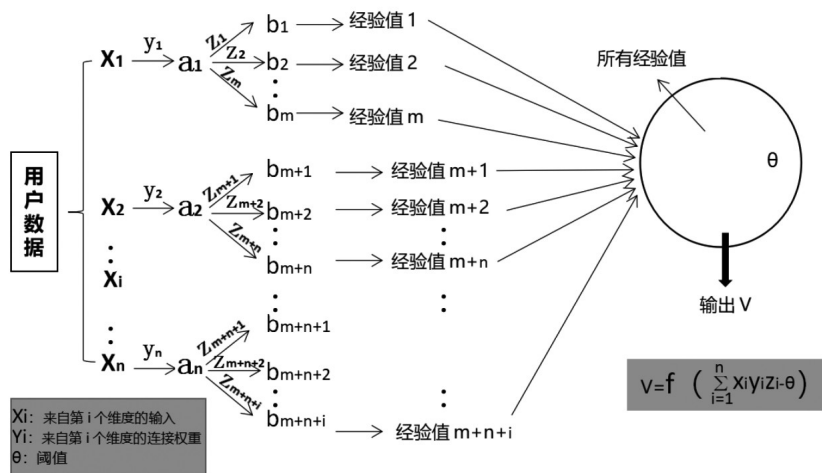 用户数据
X₁ y₁ a₁ Z₁ b₁ 经验值 1
Z₂ b₂ 经验值 2
Zₘ bₘ 经验值 m
X₂ y₂ a₂ Zₘ₊₁ bₘ₊₁ 经验值 m+1
Zₘ₊₂ bₘ₊₂ 经验值 m+2
Zₘ₊ₙ bₘ₊ₙ 经验值 m+n
Xi
bm+n+1
Xₙ yₙ aₙ Zm+n+1
Zm+n+2 bm+n+2
Zm+n+i bm+n+i 经验值 m+n+i
所有经验值
θ
输出 V
V=f ( n∑i=1 XiyiZi-θ )
Xi: 来自第 i 个维度的输入
Yi: 来自第 i 个维度的连接权重
θ: 阈值